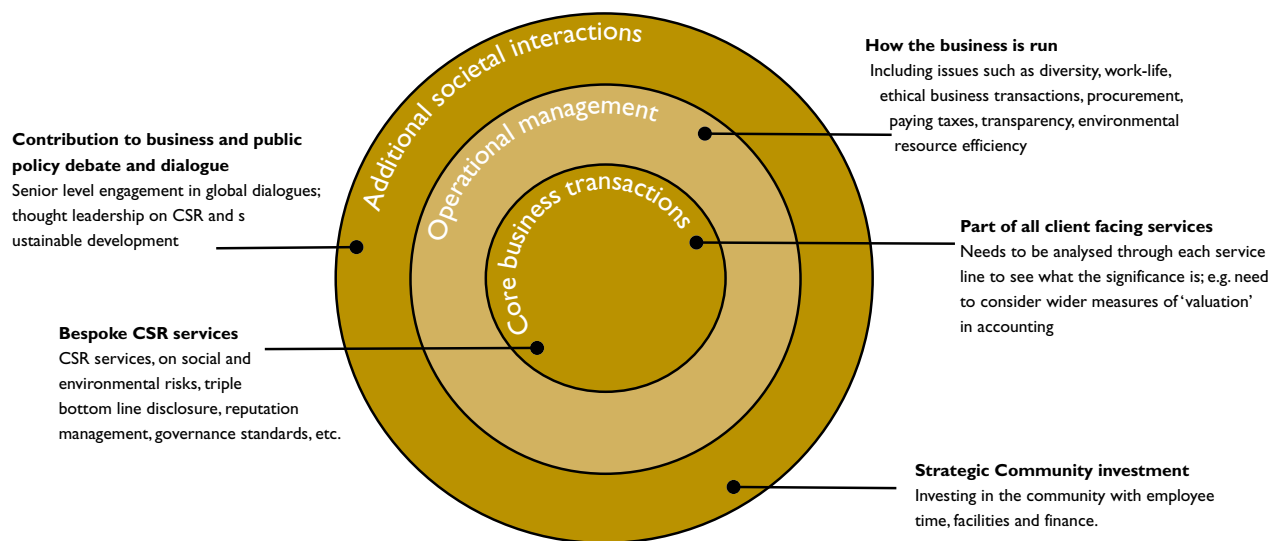 Additional societal interactions
Operational management
Core business transactions
How the business is run
Including issues such as diversity, work-life,
ethical business transactions, procurement,
paying taxes, transparency, environmental
resource efficiency
Contribution to business and public
policy debate and dialogue
Senior level engagement in global dialogues;
thought leadership on CSR and s
ustainable development
Part of all client facing services
Needs to be analysed through each service
line to see what the significance is; e.g. need
to consider wider measures of ‘valuation’
in accounting
Bespoke CSR services
CSR services, on social and
environmental risks, triple
bottom line disclosure, reputation
management, governance standards, etc.
Strategic Community investment
Investing in the community with employee
time, facilities and finance.